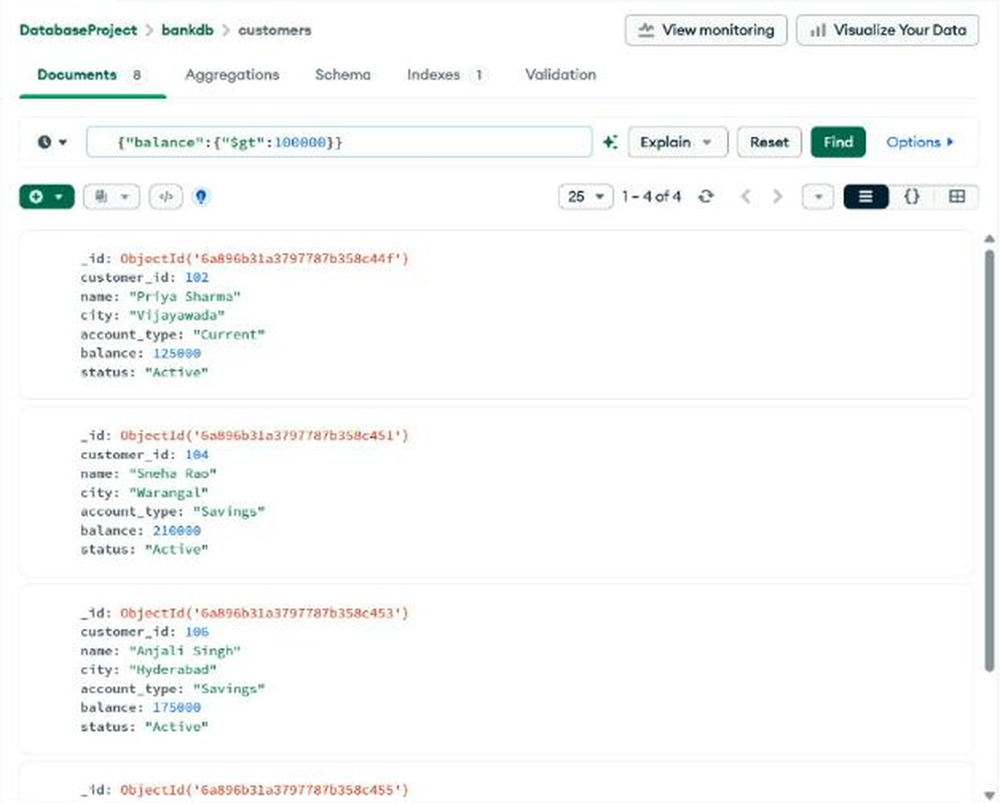 DatabaseProject > bankdb > customers
View monitoring
Visualize Your Data
Documents 8 Aggregations Schema Indexes 1 Validation
{"balance":{"$gt":100000}}
Explain
Reset
Find
Options
</>
25
1 – 4 of 4
{}
_id: ObjectId('6a896b31a3797787b358c44f')
customer_id: 102
name: "Priya Sharma"
city: "Vijayawada"
account_type: "Current"
balance: 125000
status: "Active"
_id: ObjectId('6a896b31a3797787b358c451')
customer_id: 104
name: "Sneha Rao"
city: "Warangal"
account_type: "Savings"
balance: 210000
status: "Active"
_id: ObjectId('6a896b31a3797787b358c453')
customer_id: 106
name: "Anjali Singh"
city: "Hyderabad"
account_type: "Savings"
balance: 175000
status: "Active"
_id: ObjectId('6a896b31a3797787b358c455')